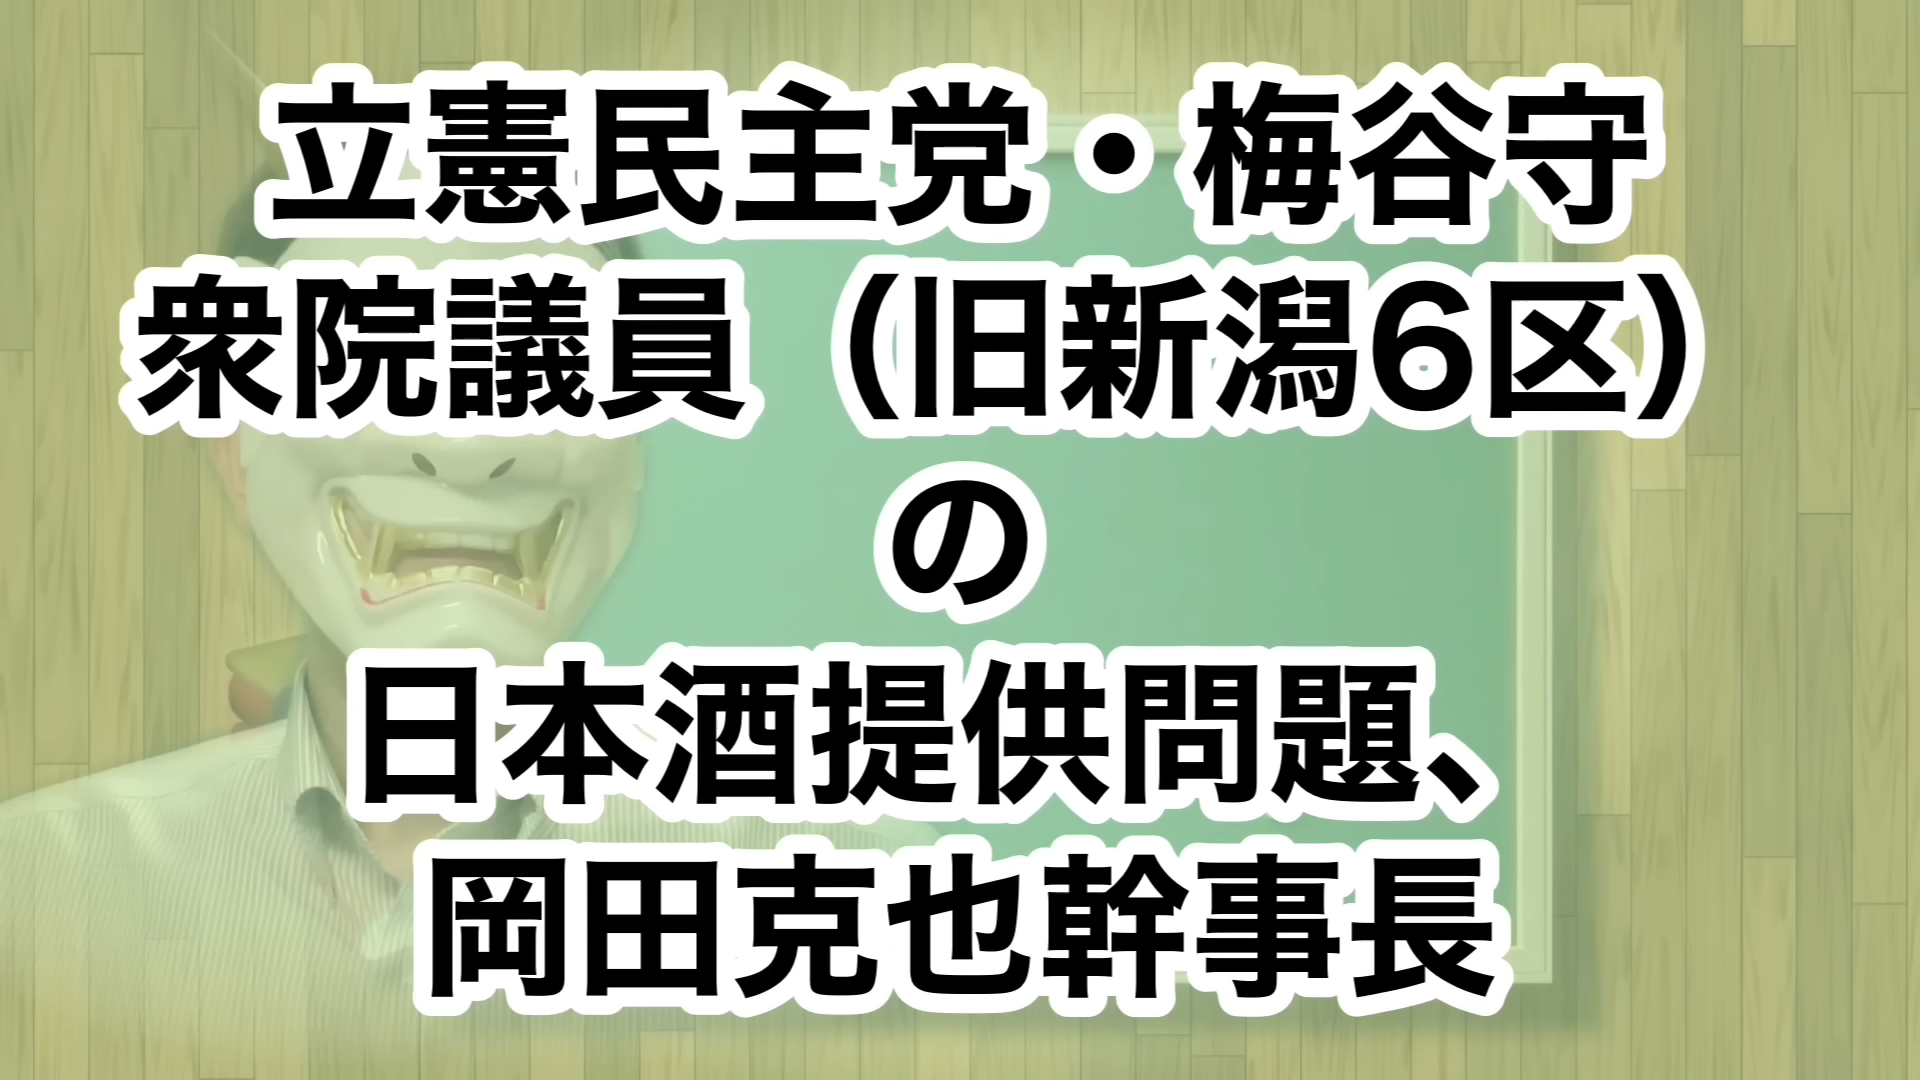 立憲民主党・梅谷守
衆院議員（旧新潟6区）
の
日本酒提供問題、
岡田克也幹事長